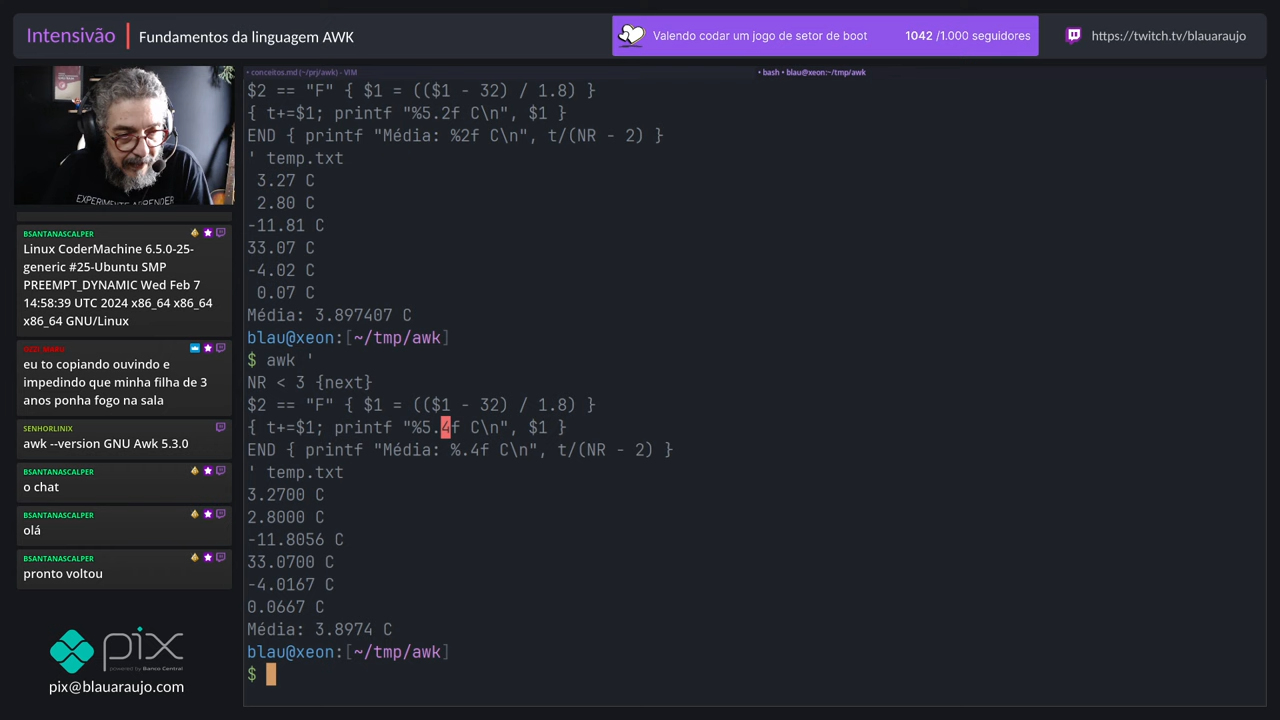 Intensivão | Fundamentos da linguagem AWK
Valendo codar um jogo de setor de boot 1042 /1.000 seguidores
https://twitch.tv/blauaraujo
• conceitos.md (~/prj/awk) - VIM
• bash • blau@xeon:~/tmp/awk
EXPERIMENTE APRENDER
BSANTANASCALPER
Linux CoderMachine 6.5.0-25-
generic #25-Ubuntu SMP
PREEMPT_DYNAMIC Wed Feb 7
14:58:39 UTC 2024 x86_64 x86_64
x86_64 GNU/Linux
eu to copiando ouvindo e
impedindo que minha filha de 3
anos ponha fogo na sala
SENHORLINIX
awk --version GNU Awk 5.3.0
BSANTANASCALPER
o chat
BSANTANASCALPER
olá
BSANTANASCALPER
pronto voltou
pix
powered by Banco Central
pix@blauaraujo.com
$2 == "F" { $1 = (($1 - 32) / 1.8) }
{ t+=$1; printf "%5.2f C\n", $1 }
END { printf "Média: %2f C\n", t/(NR - 2) }
' temp.txt
3.27 C
2.80 C
-11.81 C
33.07 C
-4.02 C
0.07 C
Média: 3.897407 C
blau@xeon:[~/tmp/awk]
$ awk '
NR < 3 {next}
$2 == "F" { $1 = (($1 - 32) / 1.8) }
{ t+=$1; printf "%5.4f C\n", $1 }
END { printf "Média: %.4f C\n", t/(NR - 2) }
' temp.txt
3.2700 C
2.8000 C
-11.8056 C
33.0700 C
-4.0167 C
0.0667 C
Média: 3.8974 C
blau@xeon:[~/tmp/awk]
$